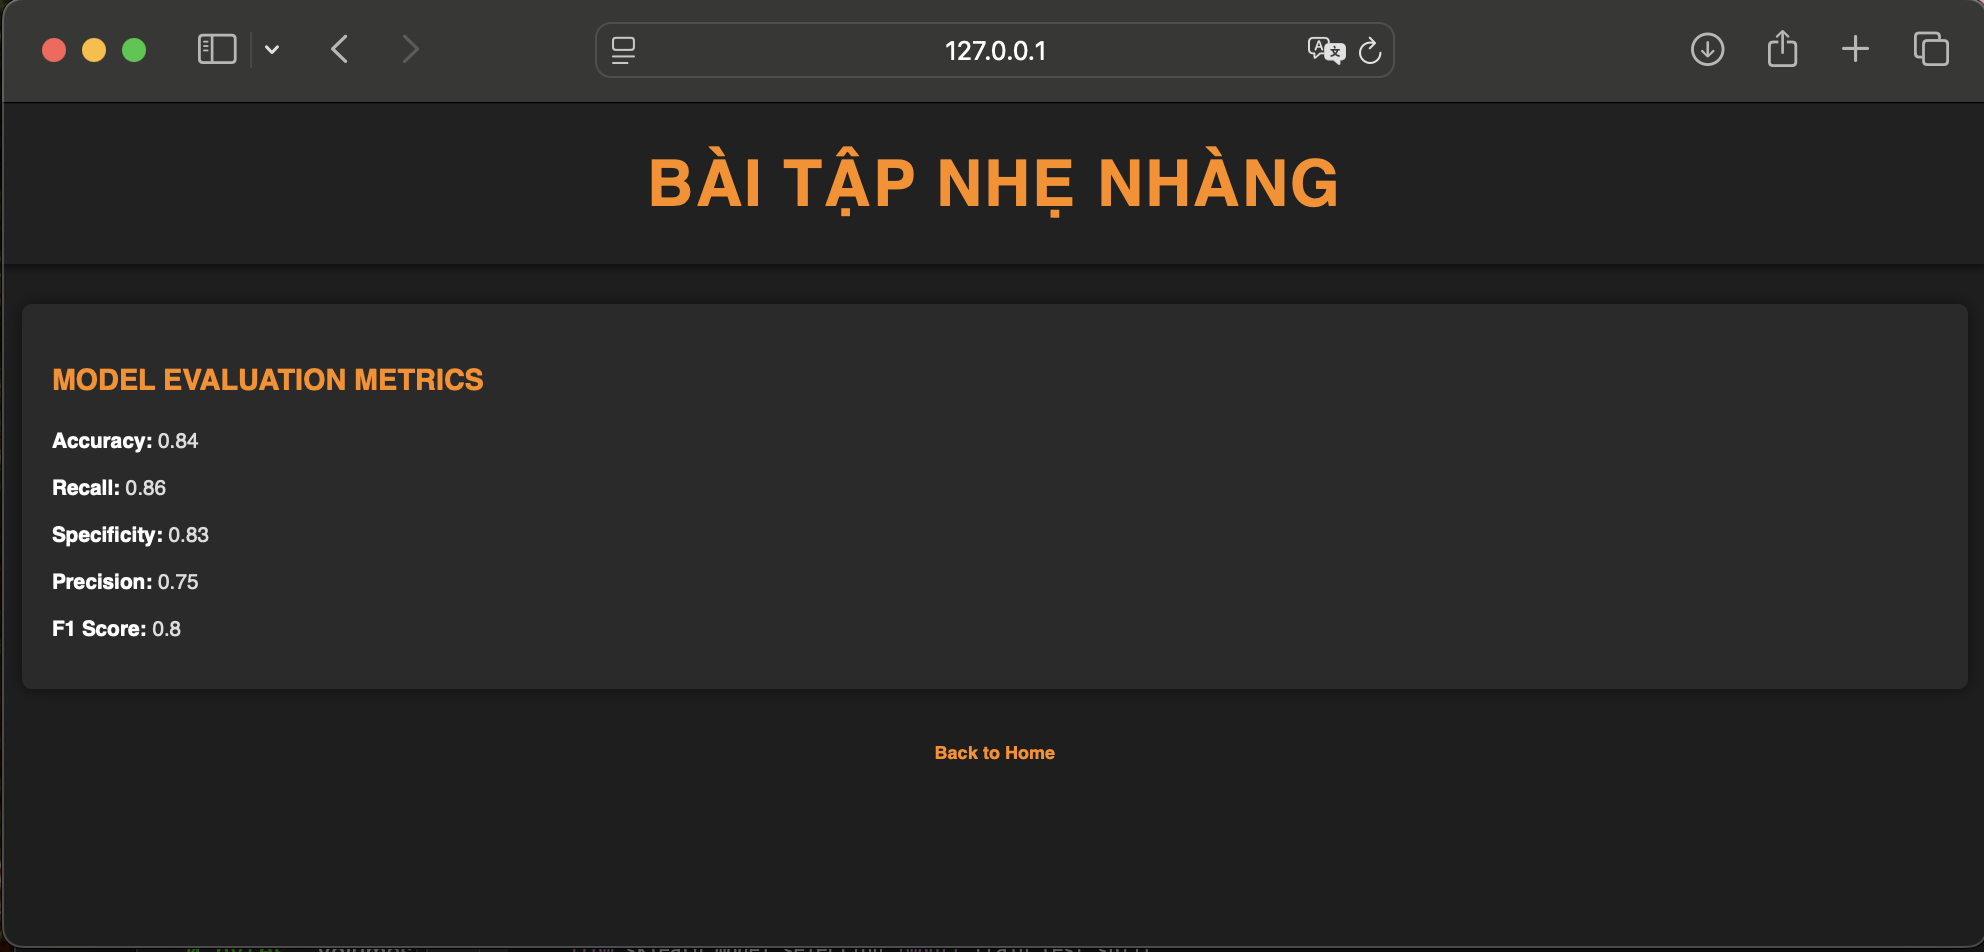 127.0.0.1
BÀI TẬP NHẸ NHÀNG
MODEL EVALUATION METRICS
Accuracy: 0.84
Recall: 0.86
Specificity: 0.83
Precision: 0.75
F1 Score: 0.8
Back to Home